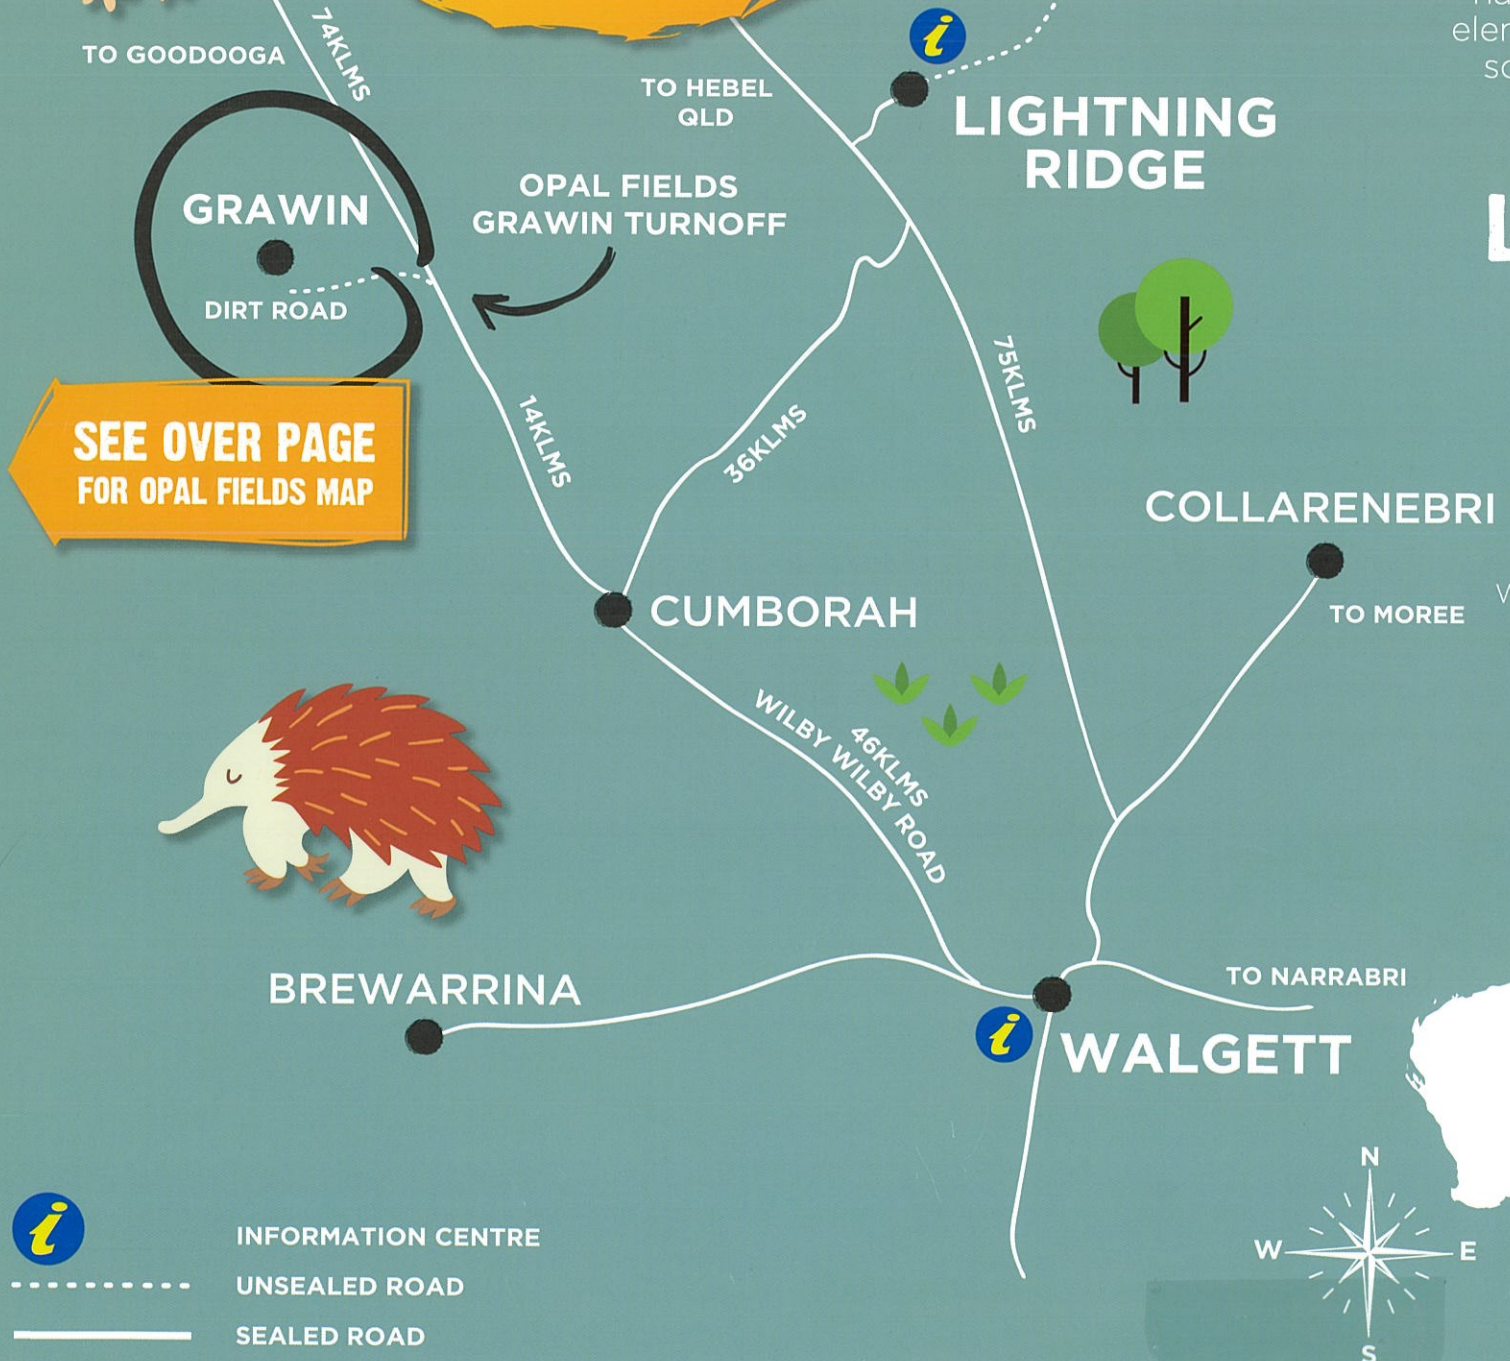 74KLMS
TO GOODOOGA
TO HEBEL
QLD
i
LIGHTNING
RIDGE
GRAWIN
OPAL FIELDS
GRAWIN TURNOFF
DIRT ROAD
75KLMS
14KLMS
36KLMS
SEE OVER PAGE
FOR OPAL FIELDS MAP
COLLARENEBRI
TO MOREE
CUMBORAH
46KLMS
WILBY WILBY ROAD
BREWARRINA
TO NARRABRI
i
WALGETT
N
W E
S
i INFORMATION CENTRE
UNSEALED ROAD
SEALED ROAD